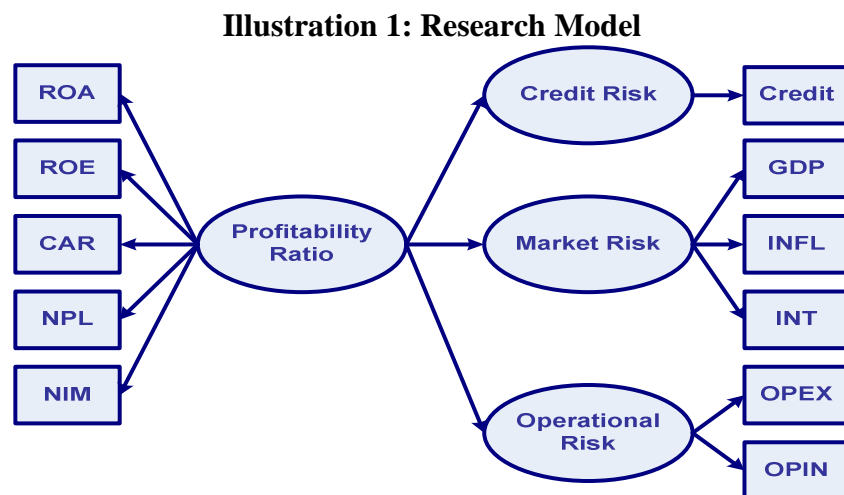 Illustration 1: Research Model
ROA
ROE
CAR
NPL
NIM
Profitability
Ratio
Credit Risk
Market Risk
Operational
Risk
Credit
GDP
INFL
INT
OPEX
OPIN